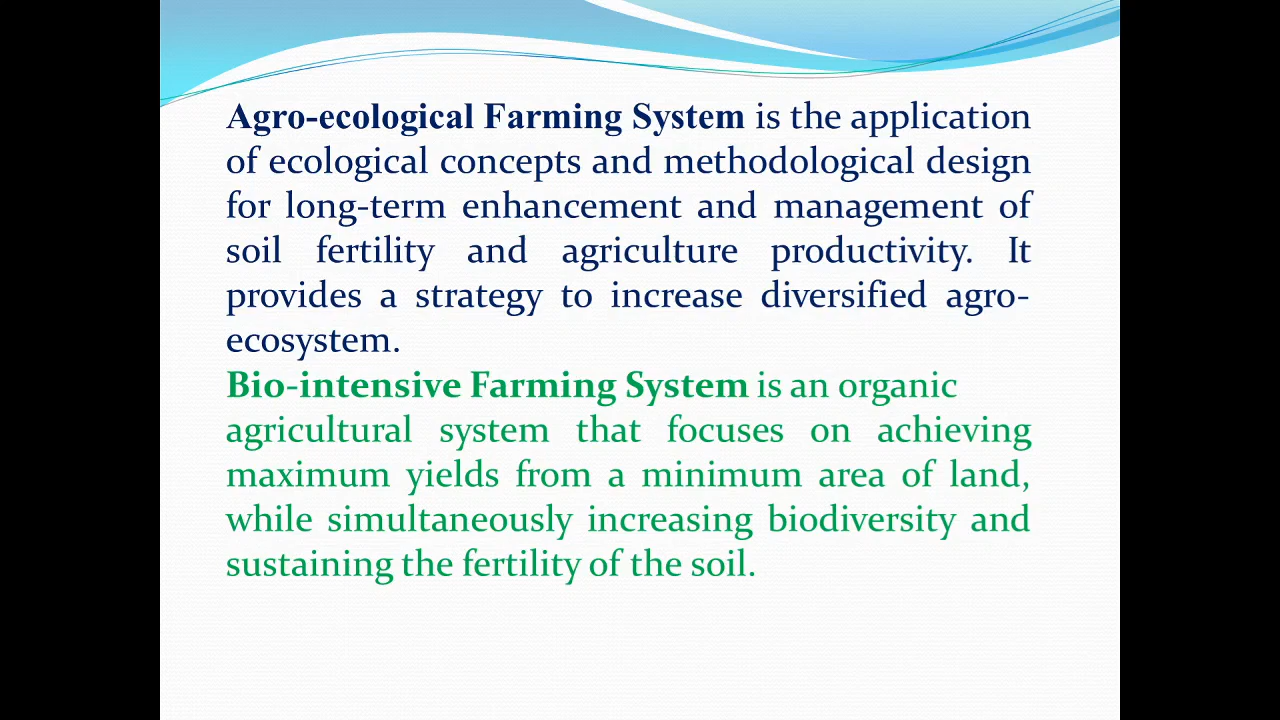 Agro-ecological Farming System is the application
of ecological concepts and methodological design
for long-term enhancement and management of
soil fertility and agriculture productivity. It
provides a strategy to increase diversified agro-
ecosystem.
Bio-intensive Farming System is an organic
agricultural system that focuses on achieving
maximum yields from a minimum area of land,
while simultaneously increasing biodiversity and
sustaining the fertility of the soil.